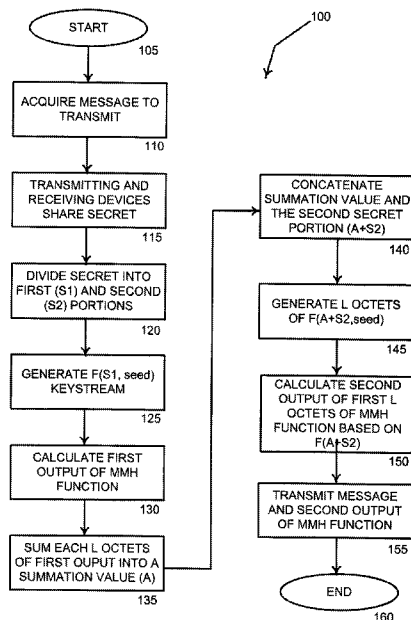 START
105
100
ACQUIRE MESSAGE TO
TRANSMIT
110
TRANSMITTING AND
RECEIVING DEVICES
SHARE SECRET
115
DIVIDE SECRET INTO
FIRST (S1) AND SECOND
(S2) PORTIONS
120
GENERATE F(S1, seed)
KEYSTREAM
125
CALCULATE FIRST
OUTPUT OF MMH
FUNCTION
130
SUM EACH L OCTETS
OF FIRST OUPUT INTO A
SUMMATION VALUE (A)
135
CONCATENATE
SUMMATION VALUE AND
THE SECOND SECRET
PORTION (A+S2)
140
GENERATE L OCTETS
OF F(A+S2,seed)
145
CALCULATE SECOND
OUTPUT OF FIRST L
OCTETS OF MMH
FUNCTION BASED ON
F(A+S2)
150
TRANSMIT MESSAGE
AND SECOND OUTPUT
OF MMH FUNCTION
155
END
160